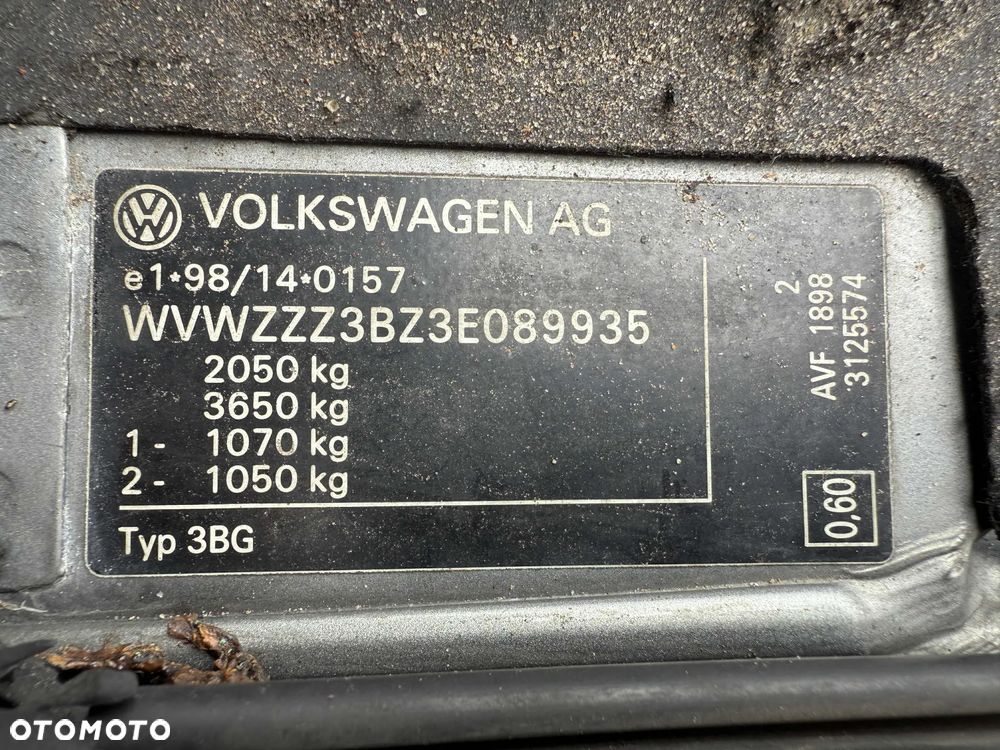 VOLKSWAGEN AG
e1*98/14*0157
WVWZZZ3BZ3E089935
2050 kg
3650 kg
1- 1070 kg
2- 1050 kg
Typ 3BG
2
AVF 1898
3125574
0,60
OTOMOTO